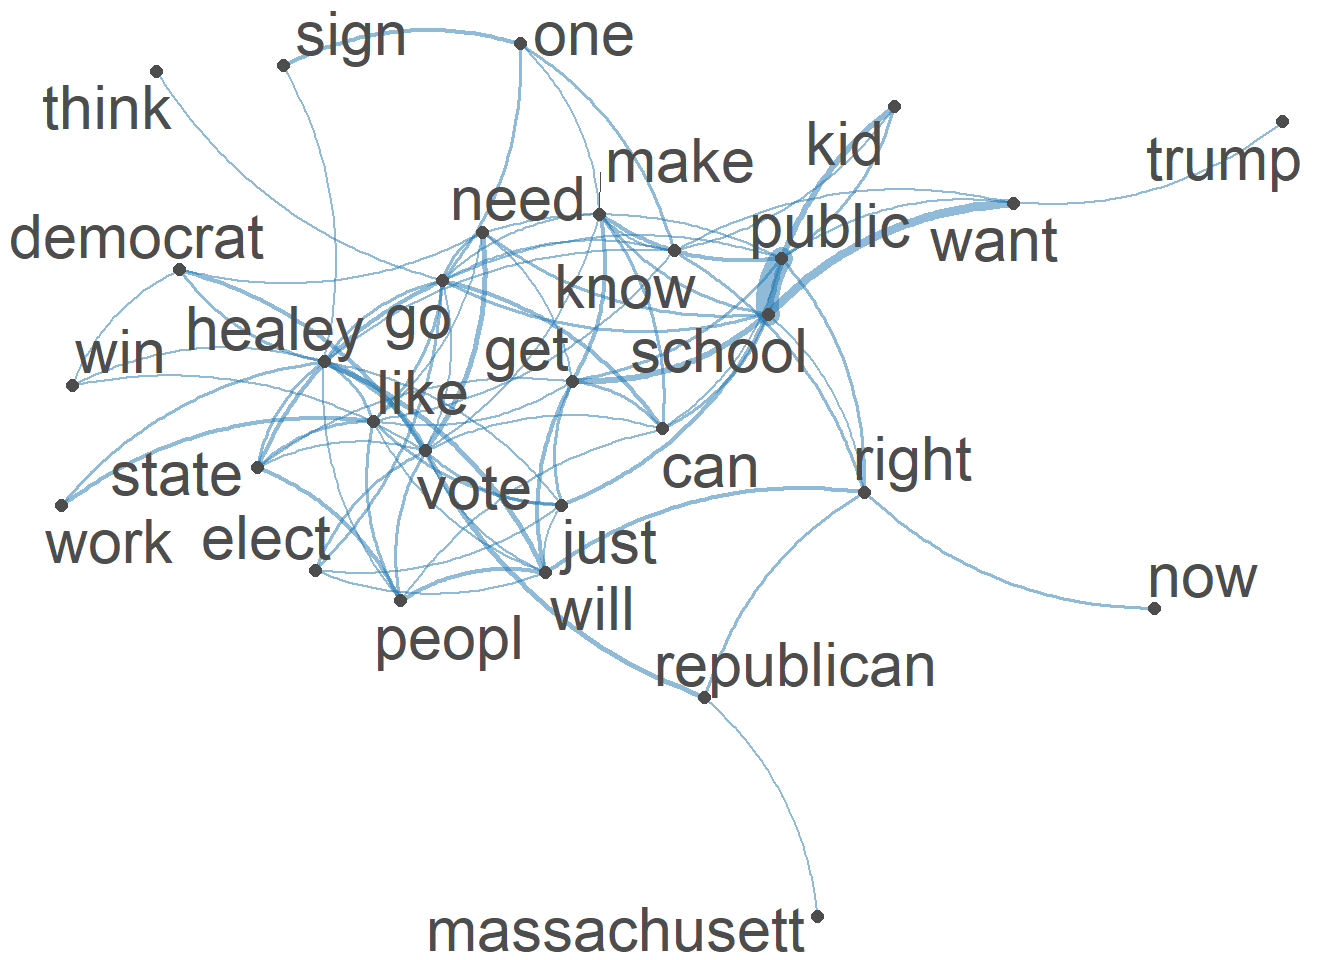 sign
one
think
make
kid
trump
need
public
want
democrat
know
healey
go
win
get
school
like
state
vote
can
right
work
elect
just
will
now
peopl
republican
massachusett